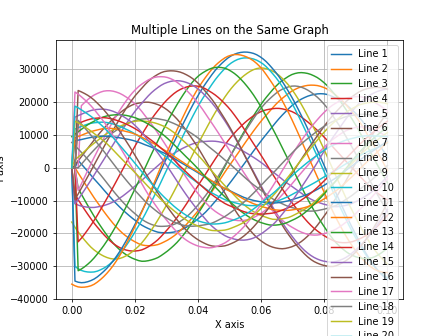 Multiple Lines on the Same Graph
30000
20000
10000
0
−10000
−20000
−30000
−40000
0.00
0.02
0.04
0.06
0.08
X axis
Line 1
Line 2
Line 3
Line 4
Line 5
Line 6
Line 7
Line 8
Line 9
Line 10
Line 11
Line 12
Line 13
Line 14
Line 15
Line 16
Line 17
Line 18
Line 19
Line 20